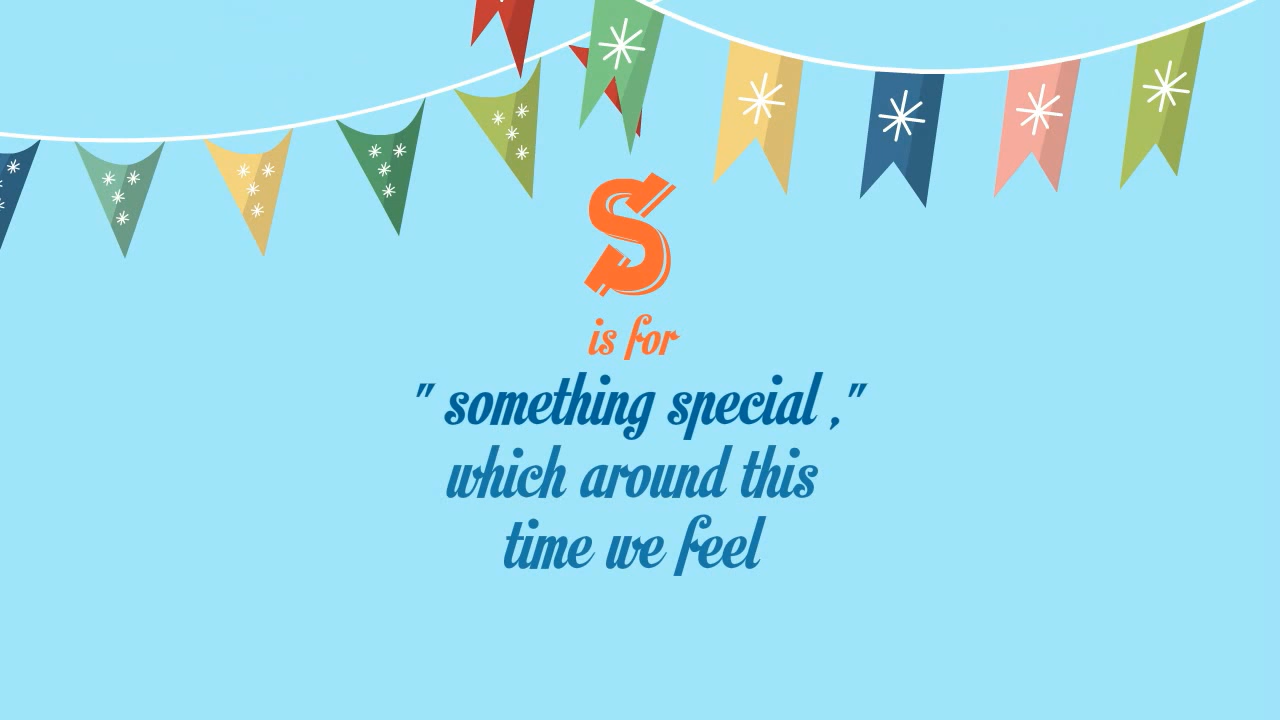 S
is for
" something special ,"
which around this
time we feel